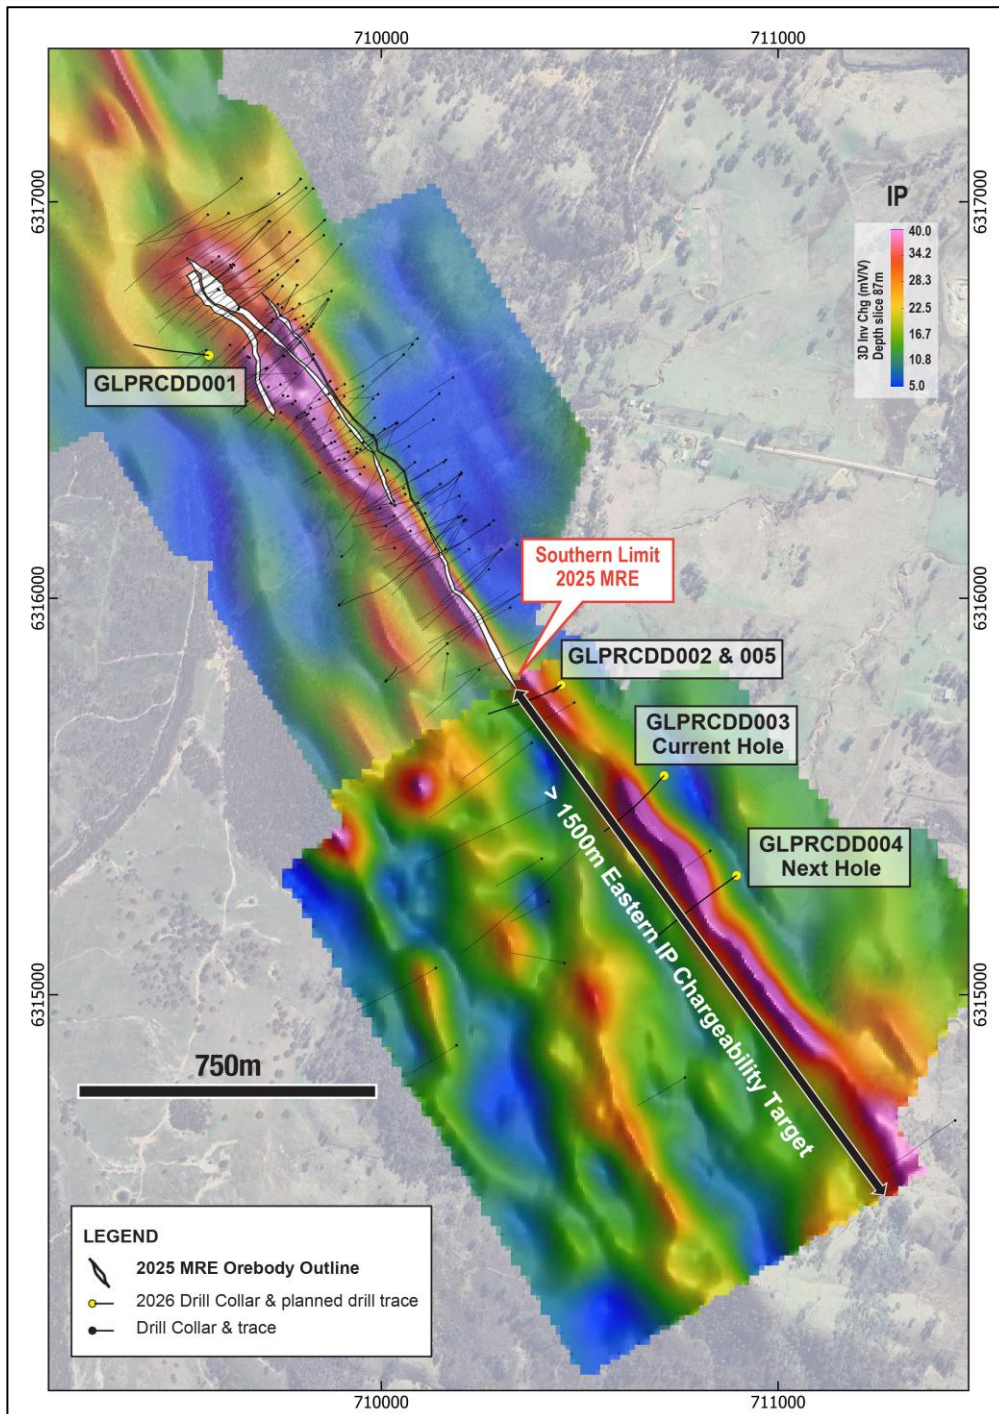 710000
711000
6317000
6317000
IP
3D Inv Chg (mV/V)
Depth slice 87m
40.0
34.2
28.3
22.5
16.7
10.8
5.0
GLPRCDD001
Southern Limit
2025 MRE
6316000
6316000
GLPRCDD002 & 005
GLPRCDD003
Current Hole
GLPRCDD004
Next Hole
> 1500m Eastern IP Chargeability Target
6315000
6315000
750m
LEGEND
2025 MRE Orebody Outline
2026 Drill Collar & planned drill trace
Drill Collar & trace
710000
711000